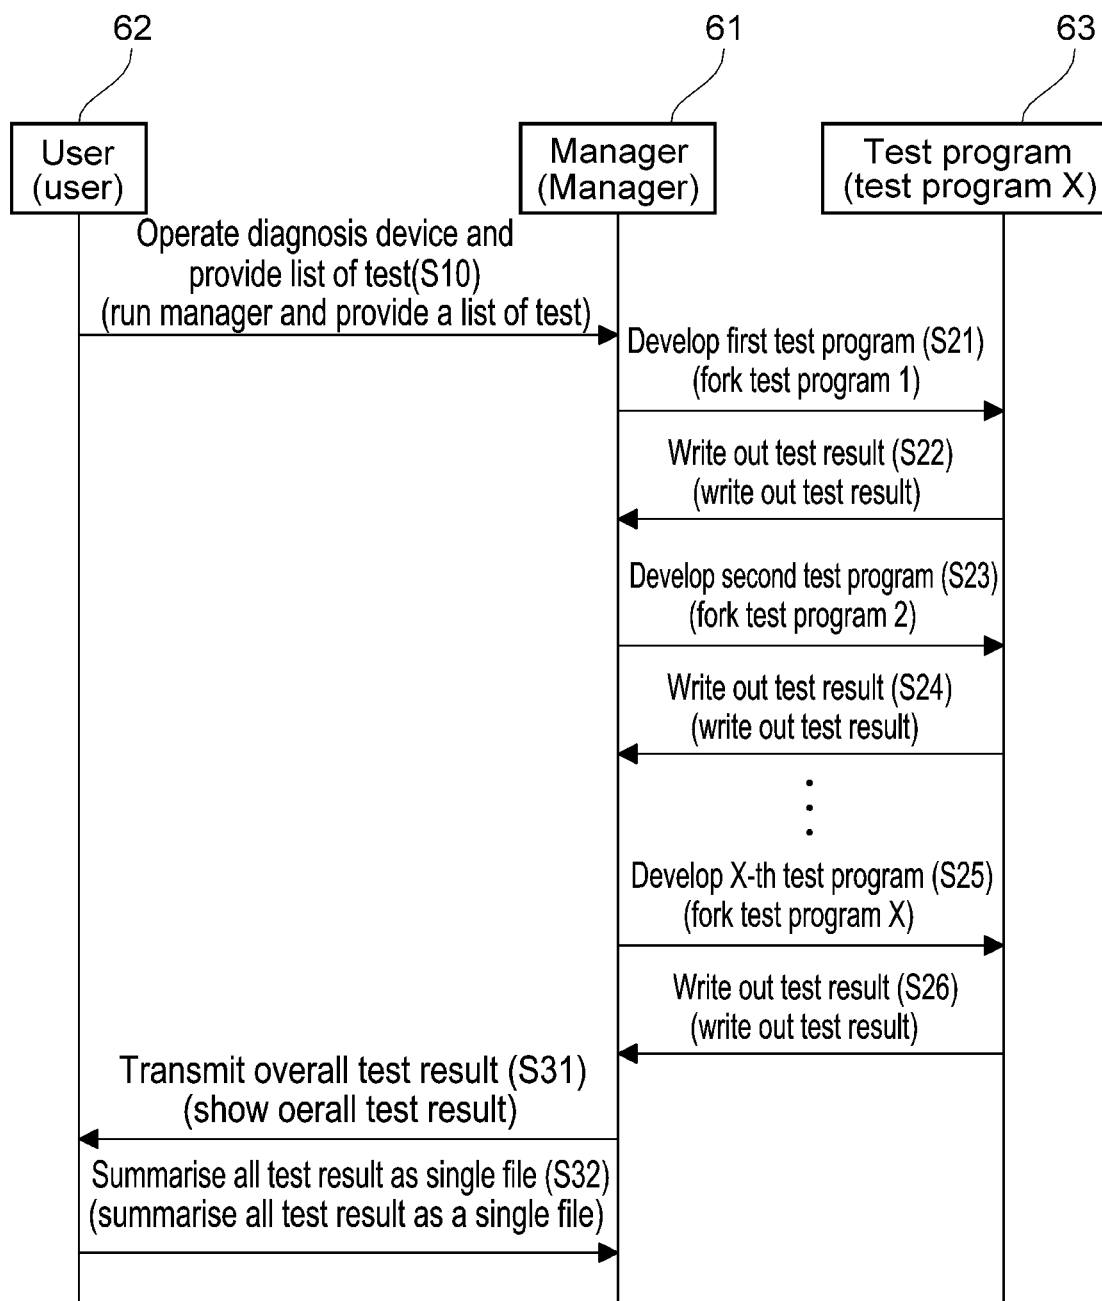 62
61
63
User
(user)
Manager
(Manager)
Test program
(test program X)
Operate diagnosis device and
provide list of test(S10)
(run manager and provide a list of test)
Develop first test program (S21)
(fork test program 1)
Write out test result (S22)
(write out test result)
Develop second test program (S23)
(fork test program 2)
Write out test result (S24)
(write out test result)
Develop X-th test program (S25)
(fork test program X)
Write out test result (S26)
(write out test result)
Transmit overall test result (S31)
(show oerall test result)
Summarise all test result as single file (S32)
(summarise all test result as a single file)